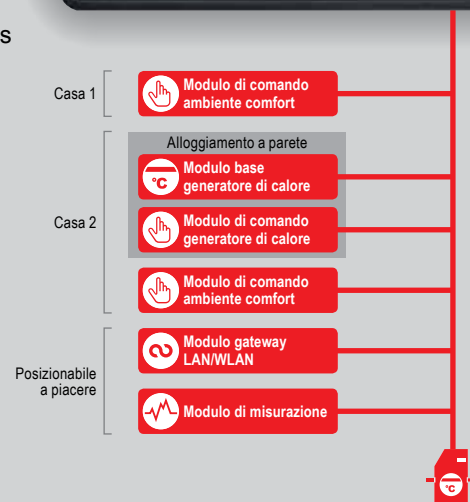 s
Casa 1
Modulo di comando
ambiente comfort
Casa 2
Alloggiamento a parete
Modulo base
generatore di calore
°C
Modulo di comando
generatore di calore
Modulo di comando
ambiente comfort
Posizionabile
a piacere
Modulo gateway
LAN/WLAN
Modulo di misurazione
°C